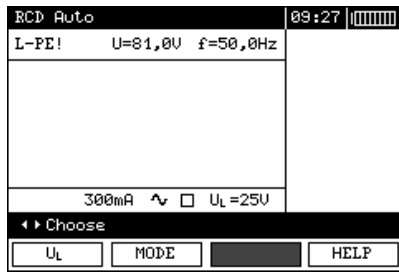 RCD Auto 09:27
L-PE! U=81,0V f=50,0Hz
300mA UL=25V
Choose
UL MODE HELP